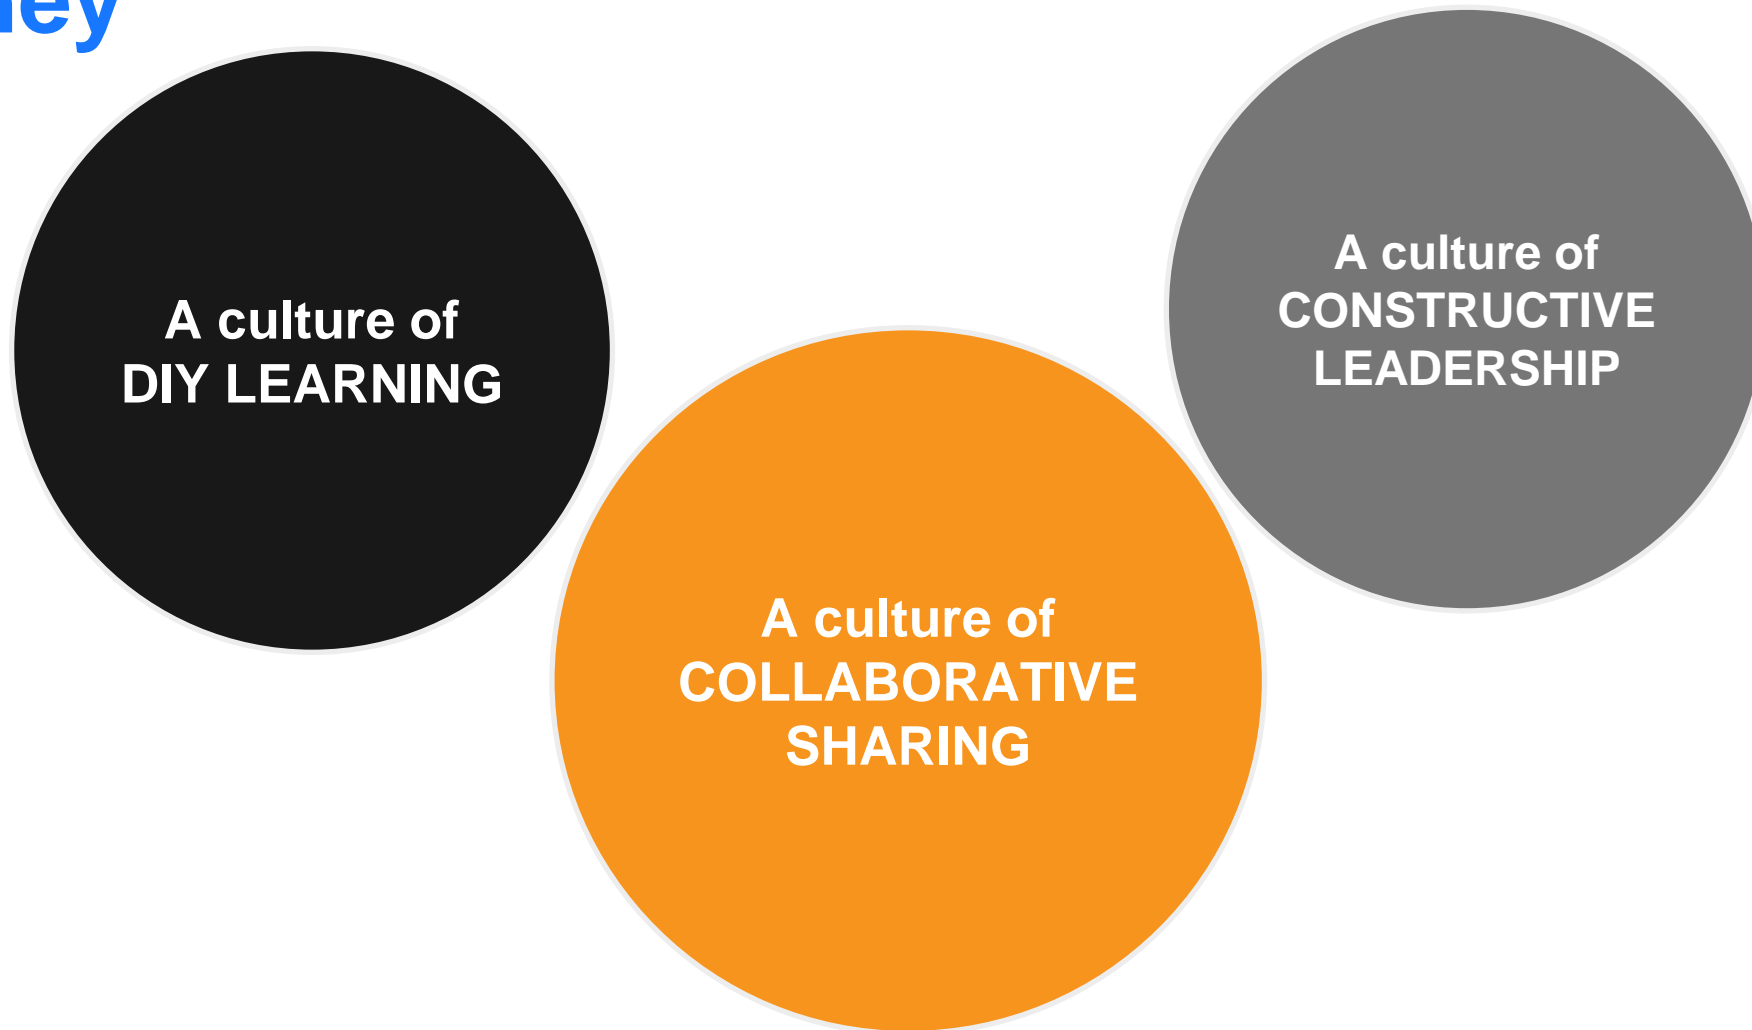 A culture of
DIY LEARNING
A culture of
COLLABORATIVE
SHARING
A culture of
CONSTRUCTIVE
LEADERSHIP